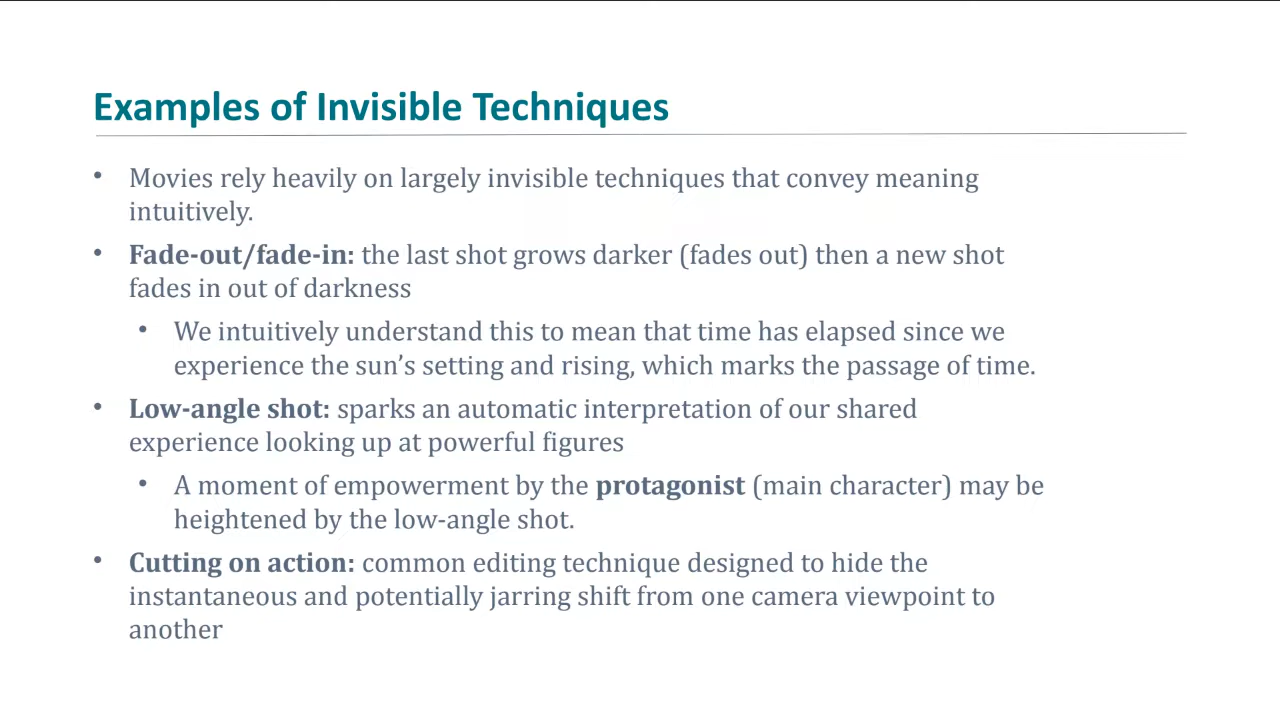 Examples of Invisible Techniques
• Movies rely heavily on largely invisible techniques that convey meaning
intuitively.
• Fade-out/fade-in: the last shot grows darker (fades out) then a new shot
fades in out of darkness
• We intuitively understand this to mean that time has elapsed since we
experience the sun’s setting and rising, which marks the passage of time.
• Low-angle shot: sparks an automatic interpretation of our shared
experience looking up at powerful figures
• A moment of empowerment by the protagonist (main character) may be
heightened by the low-angle shot.
• Cutting on action: common editing technique designed to hide the
instantaneous and potentially jarring shift from one camera viewpoint to
another